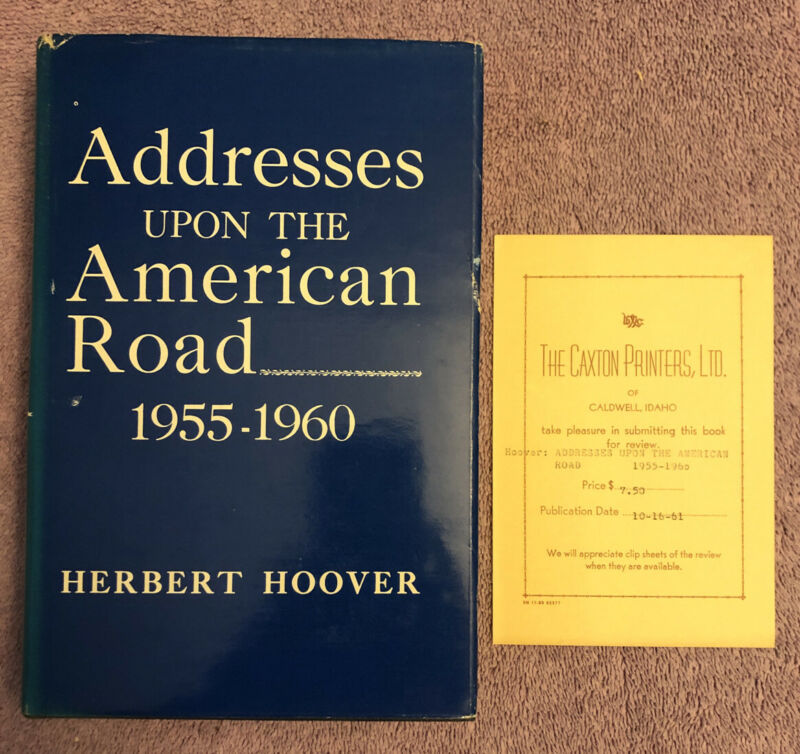 Addresses
UPON THE
American
Road
1955-1960
HERBERT HOOVER
THE CAXTON PRINTERS, LTD.
OF
CALDWELL, IDAHO
take pleasure in submitting this book
for review.
Hoover: ADDRESSES UPON THE AMERICAN
ROAD 1955-1960
Price $ 7.50
Publication Date 10-16-61
We will appreciate clip sheets of the review
when they are available.